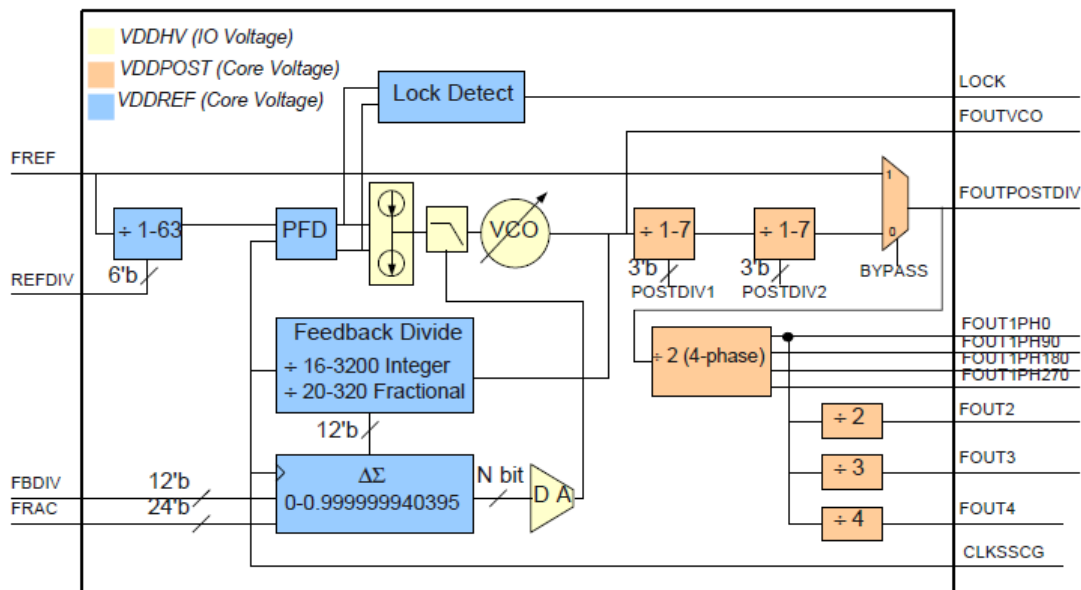 VDDHV (IO Voltage)
VDDPOST (Core Voltage)
VDDREF (Core Voltage)
Lock Detect
LOCK
FOUTVCO
FREF
1
FOUTPOSTDIV
÷ 1-63
PFD
VCO
÷ 1-7
÷ 1-7
0
6'b
3'b
3'b
BYPASS
REFDIV
POSTDIV1
POSTDIV2
Feedback Divide
÷ 16-3200 Integer
÷ 20-320 Fractional
÷ 2 (4-phase)
FOUT1PH0
FOUT1PH90
FOUT1PH180
FOUT1PH270
12'b
÷ 2
FOUT2
ΔΣ
0-0.999999940395
N bit
D A
÷ 3
FOUT3
FBDIV
12'b
FRAC
24'b
÷ 4
FOUT4
CLKSSCG